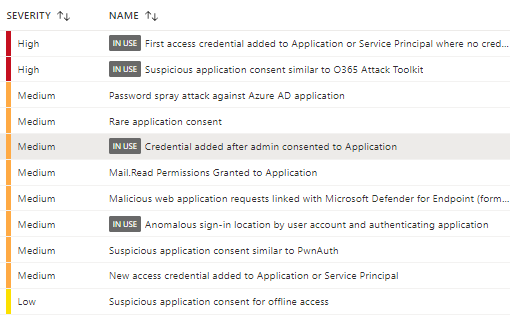 SEVERITY ↑↓ NAME ↑↓
High IN USE First access credential added to Application or Service Principal where no cred...
High IN USE Suspicious application consent similar to O365 Attack Toolkit
Medium Password spray attack against Azure AD application
Medium Rare application consent
Medium IN USE Credential added after admin consented to Application
Medium Mail.Read Permissions Granted to Application
Medium Malicious web application requests linked with Microsoft Defender for Endpoint (form...
Medium IN USE Anomalous sign-in location by user account and authenticating application
Medium Suspicious application consent similar to PwnAuth
Medium New access credential added to Application or Service Principal
Low Suspicious application consent for offline access